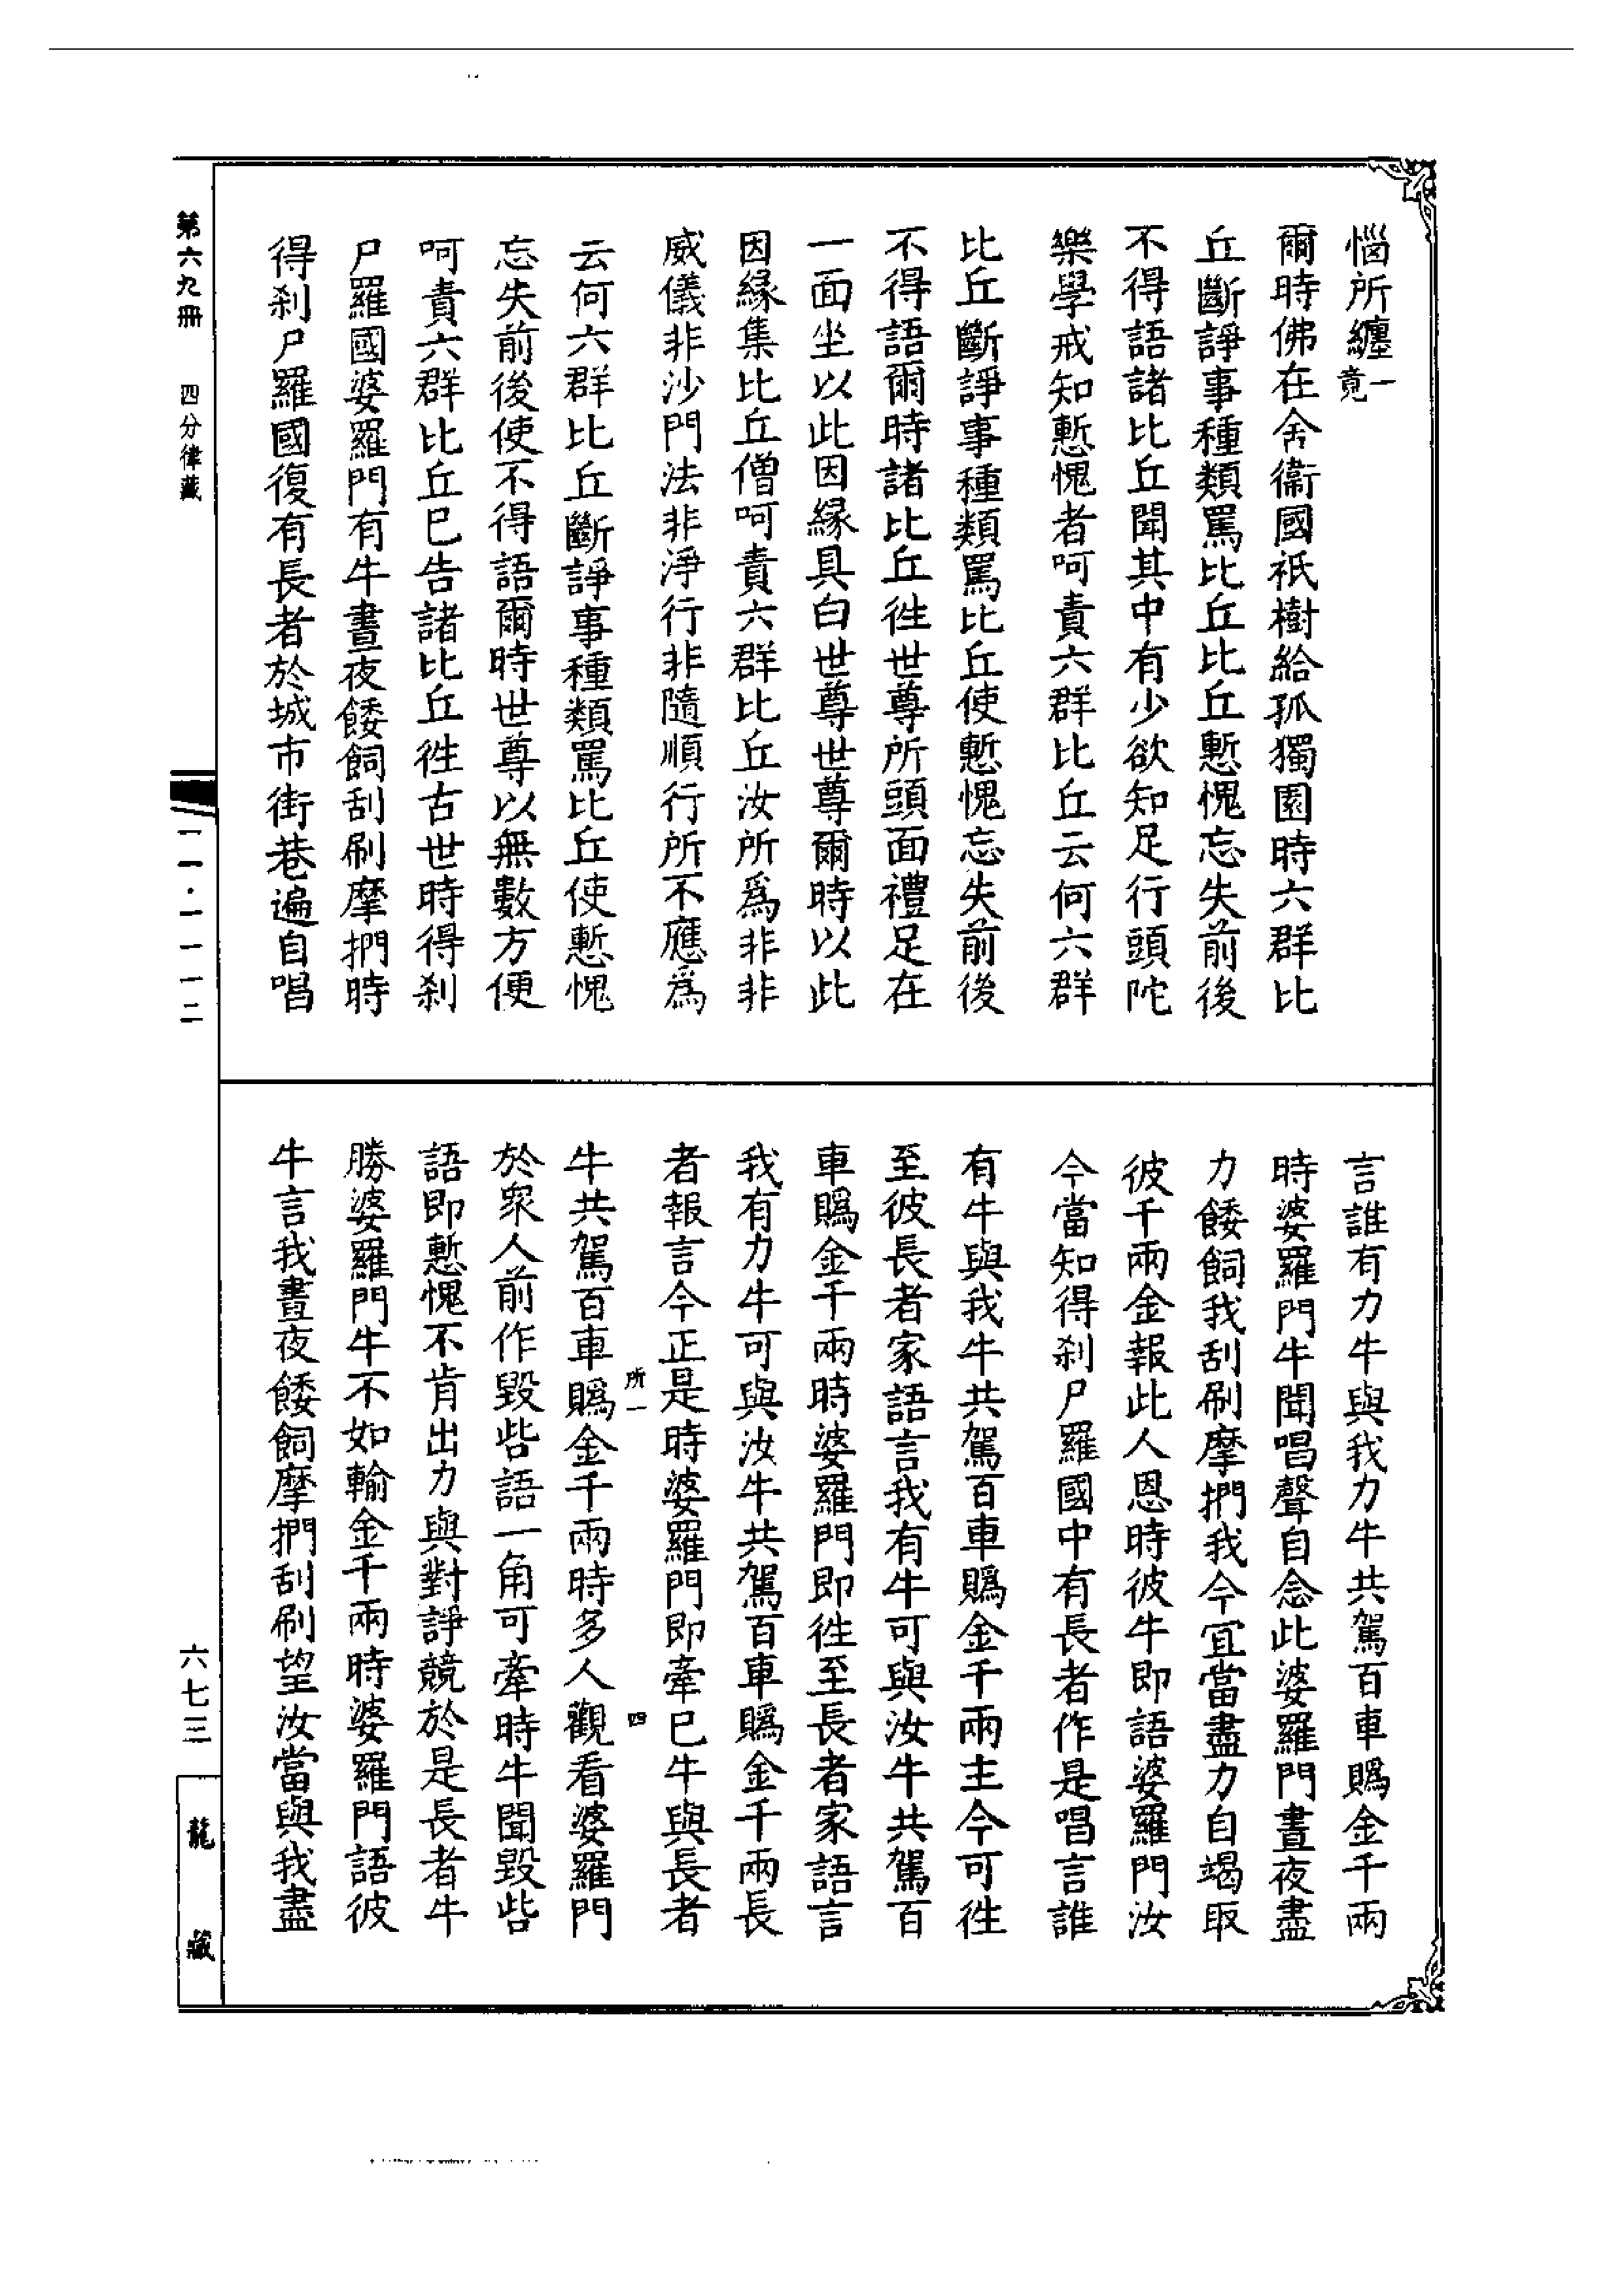 惱所纏一竟
爾時佛在舍衞國祇樹給孤獨園時六群比
丘斷諍事種類罵比丘比丘慙愧忘失前後
不得語諸比丘聞其中有少欲知足行頭陀
樂學戒知慙愧者呵責六群比丘云何六群
比丘斷諍事種類罵比丘使慙愧忘失前後
不得語爾時諸比丘徃世尊所頭面禮足在
一面坐以此因緣具白世尊世尊爾時以此
因緣集比丘僧呵責六群比丘汝所爲非非
威儀非沙門法非淨行非隨順行所不應爲
云何六群比丘斷諍事種類罵比丘使慙愧
忘失前後使不得語爾時世尊以無數方便
呵責六群比丘已告諸比丘徃古世時得刹
尸羅國婆羅門有牛晝夜餧飼刮刷摩捫時
得刹尸羅國復有長者於城市街巷遍自唱
言誰有力牛與我力牛共駕百車賭金千兩
時婆羅門牛聞唱聲自念此婆羅門晝夜盡
力餧飼我刮刷摩捫我今宜當盡力自竭取
彼千兩金報此人恩時彼牛即語婆羅門汝
今當知得刹尸羅國中有長者作是唱言誰
有牛與我牛共駕百車賭金千兩主今可徃
至彼長者家語言我有牛可與汝牛共駕百
車賭金千兩時婆羅門即徃至長者家語言
我有力牛可與汝牛共駕百車賭金千兩長
者報言今正是時婆羅門即牽已牛與長者
所一 四
牛共駕百車賭金千兩時多人觀看婆羅門
於衆人前作毀呰語一角可牽時牛聞毀呰
語即慙愧不肯出力與對諍競於是長者牛
勝婆羅門牛不如輸金千兩時婆羅門語彼
牛言我晝夜餧飼摩捫刮刷望汝當與我盡
第六九冊 四分律藏
一一·一一一二
六七三
龍藏